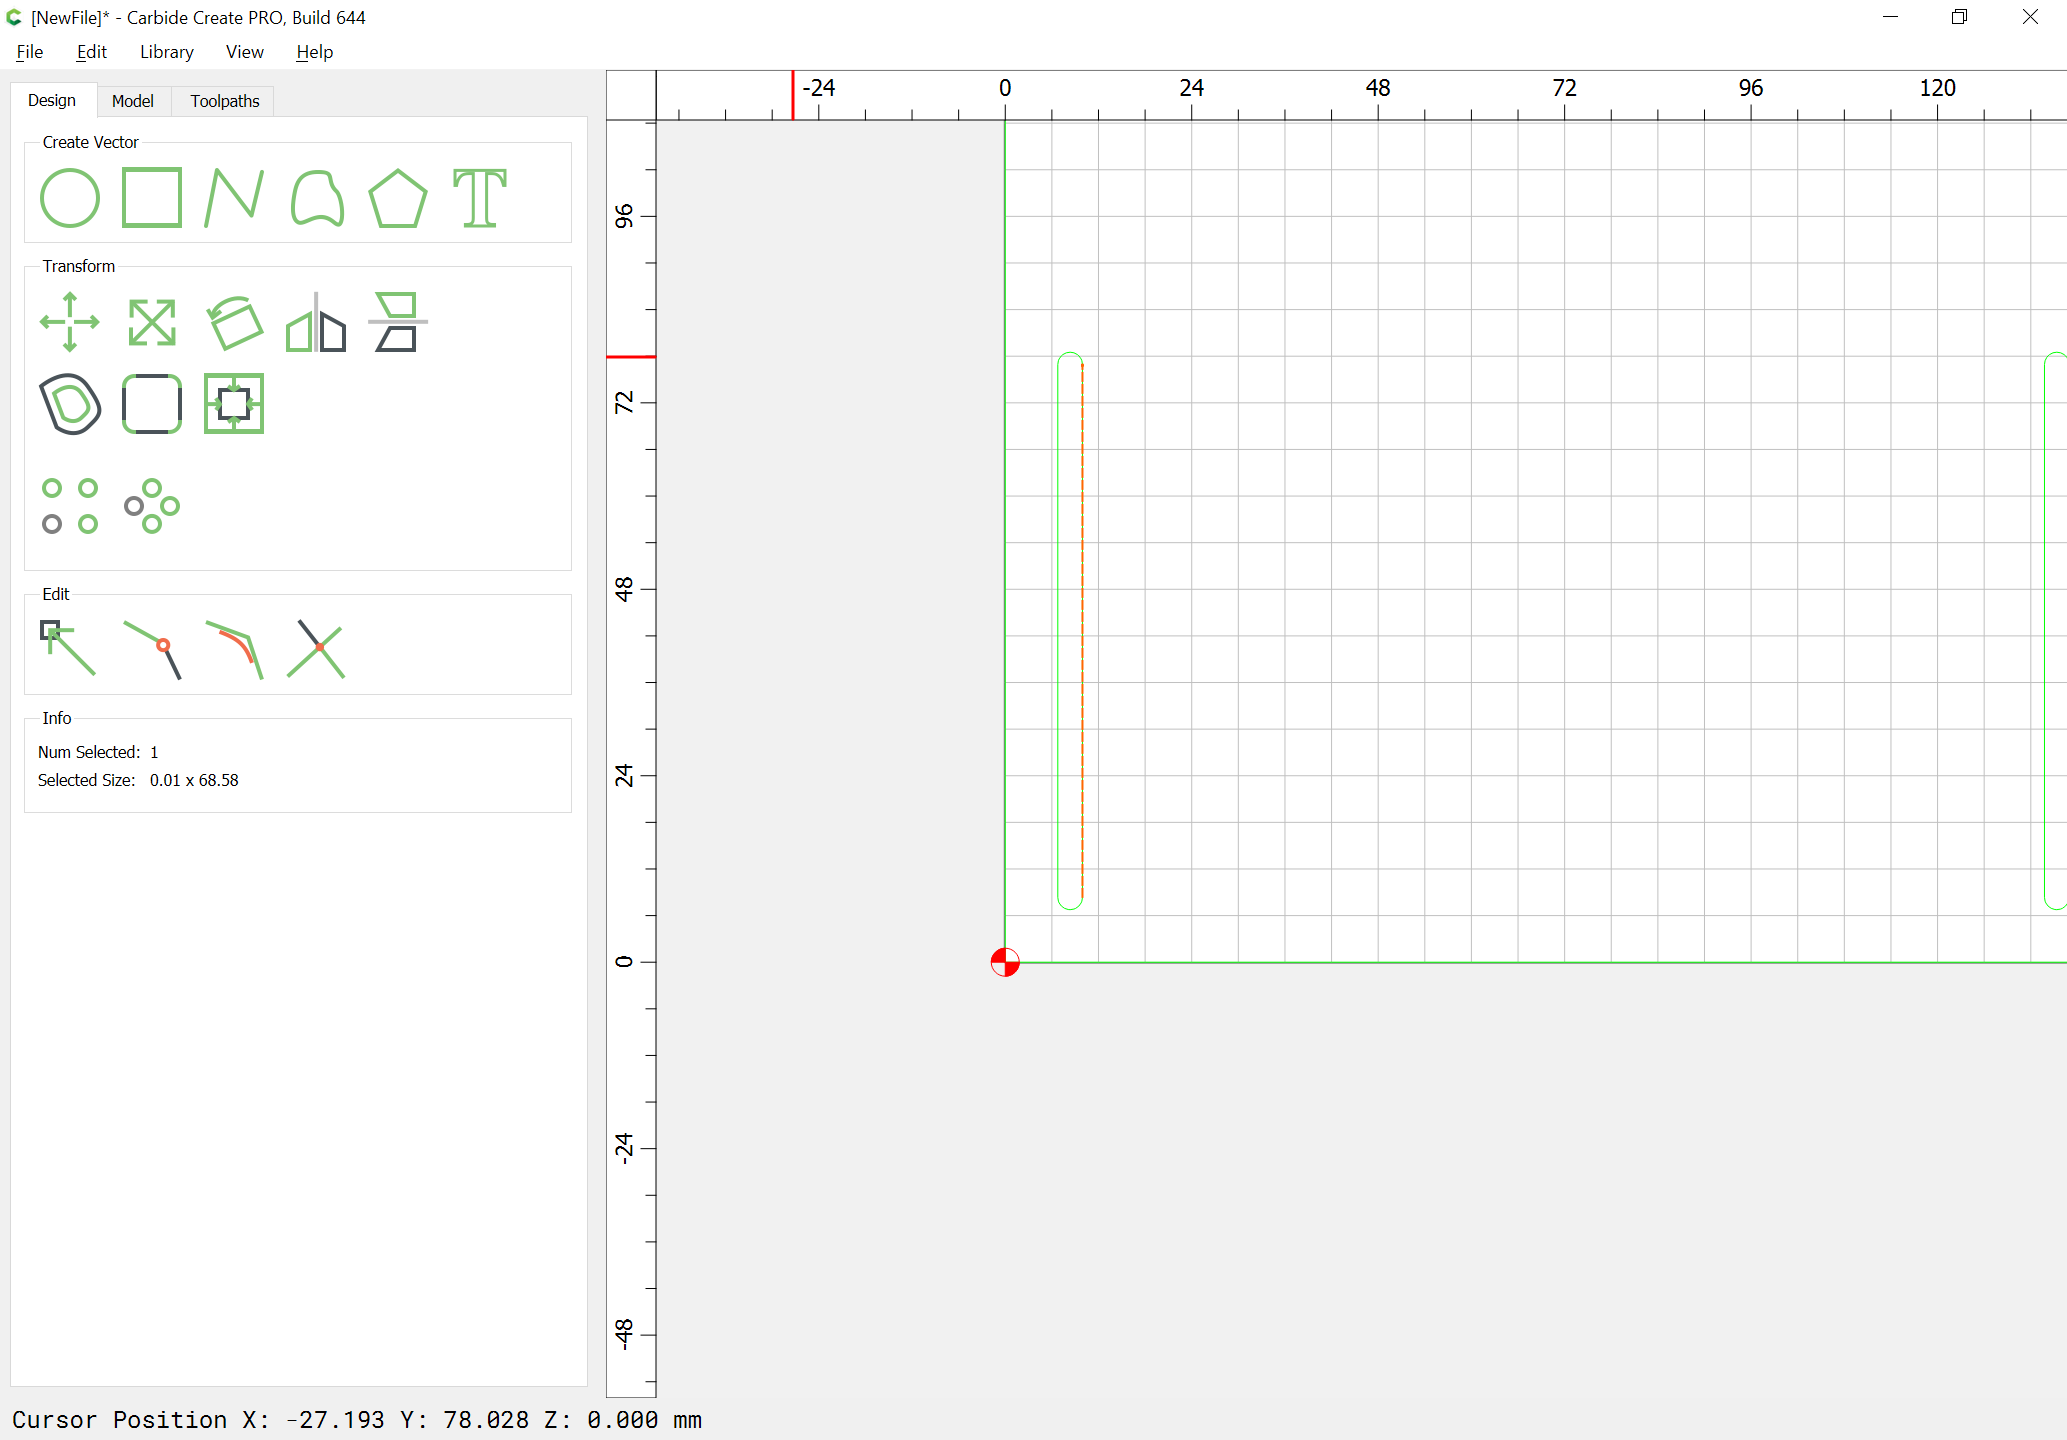 [NewFile]* - Carbide Create PRO, Build 644
File Edit Library View Help
Design Model Toolpaths
Create Vector
Transform
Edit
Info
Num Selected: 1
Selected Size: 0.01 x 68.58
-24 0 24 48 72 96 120
96
72
48
24
0
-24
-48
Cursor Position X: -27.193 Y: 78.028 Z: 0.000 mm